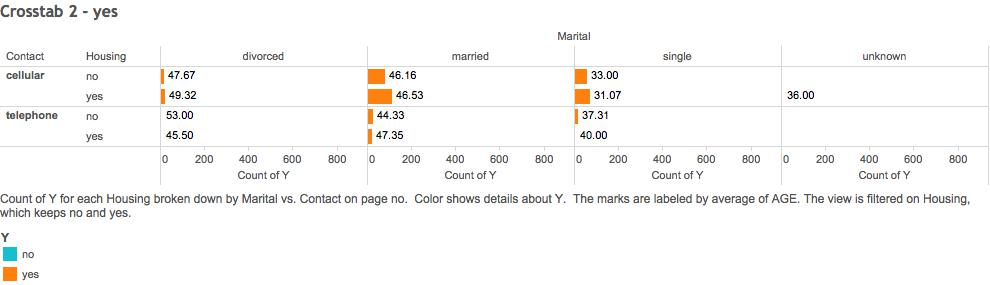 Crosstab 2 - yes
Marital
Contact Housing divorced married single unknown
cellular no 47.67 46.16 33.00
yes 49.32 46.53 31.07 36.00
telephone no 53.00 44.33 37.31
yes 45.50 47.35 40.00
0 200 400 600 800 0 200 400 600 800 0 200 400 600 800 0 200 400 600 800
Count of Y Count of Y Count of Y Count of Y
Count of Y for each Housing broken down by Marital vs. Contact on page no.  Color shows details about Y.  The marks are labeled by average of AGE. The view is filtered on Housing,
which keeps no and yes.
Y
no
yes